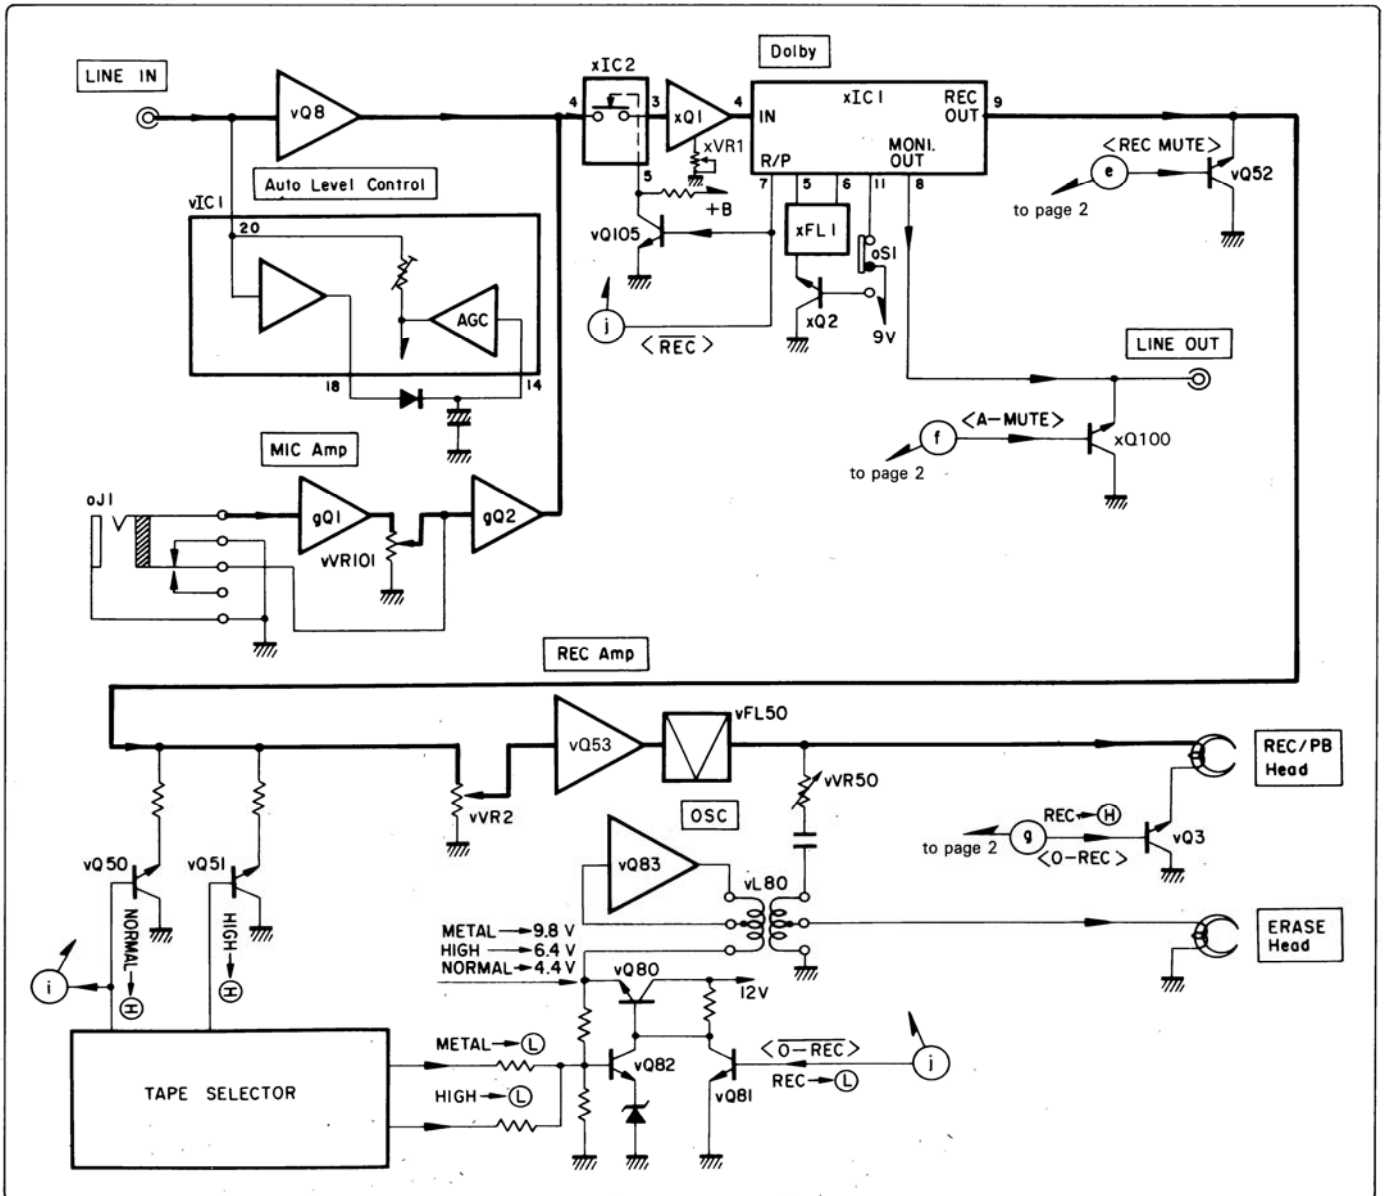 LINE IN
vQ8
xIC2
4
3
5
xQ1
xVR1
4
Dolby
xIC1
IN
REC
OUT
9
R/P
MONI.
OUT
7
5
6
11
8
<REC MUTE>
e
to page 2
vQ52
Auto Level Control
vIC1
20
AGC
18
14
+B
vQ105
xFL1
oS1
xQ2
9V
j
<REC>
LINE OUT
<A-MUTE>
f
to page 2
xQ100
MIC Amp
oJ1
gQ1
vVR101
gQ2
REC Amp
vQ53
vFL50
vVR2
vVR50
REC/PB
Head
REC→H
g
to page 2
<O-REC>
vQ3
OSC
vQ83
vL80
ERASE
Head
vQ50
vQ51
NORMAL→H
HIGH→H
i
METAL→9.8 V
HIGH→6.4 V
NORMAL→4.4 V
vQ80
12V
TAPE SELECTOR
METAL→L
HIGH→L
vQ82
vQ81
<O-REC>
REC→L
j